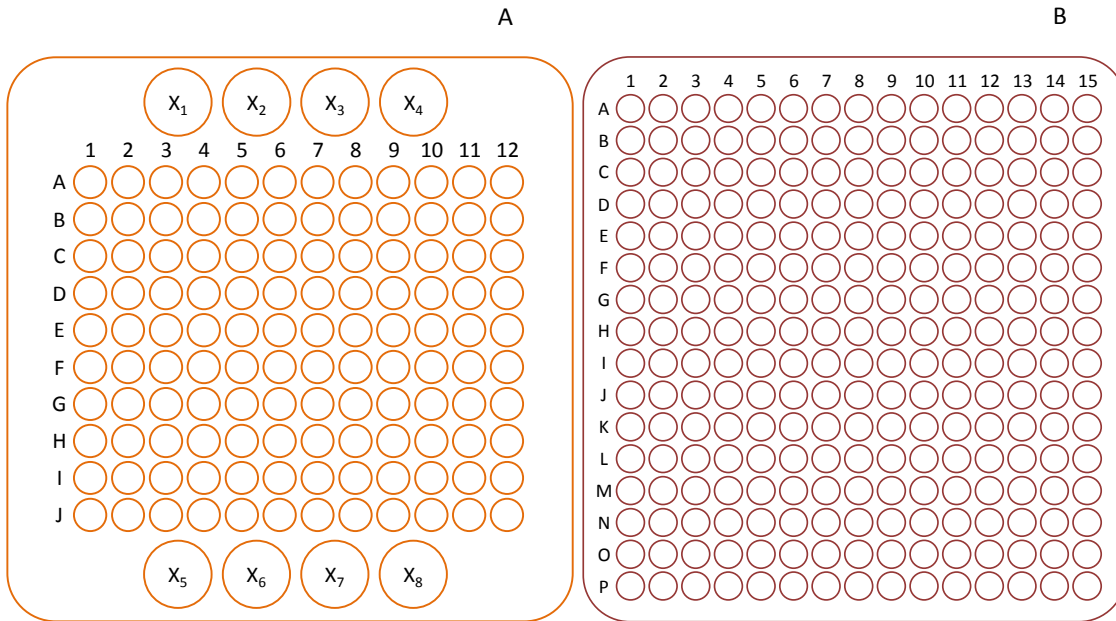 A
X1 X2 X3 X4
1 2 3 4 5 6 7 8 9 10 11 12
A
B
C
D
E
F
G
H
I
J
X5 X6 X7 X8
B
1 2 3 4 5 6 7 8 9 10 11 12 13 14 15
A
B
C
D
E
F
G
H
I
J
K
L
M
N
O
P